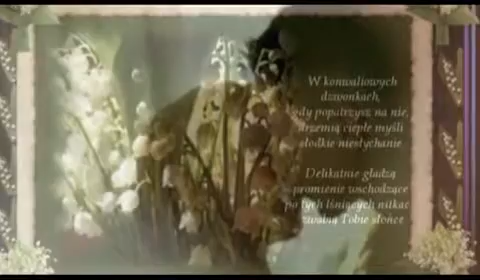 W konwaliowych
dzwonkach,
gdy popatrzysz na nie,
drzemią ciepłe myśli
słodkie niesłychanie
Delikatnie gładzą
promienie wschodzące
po tych lśniących nitkach
zwabią Tobie słońce